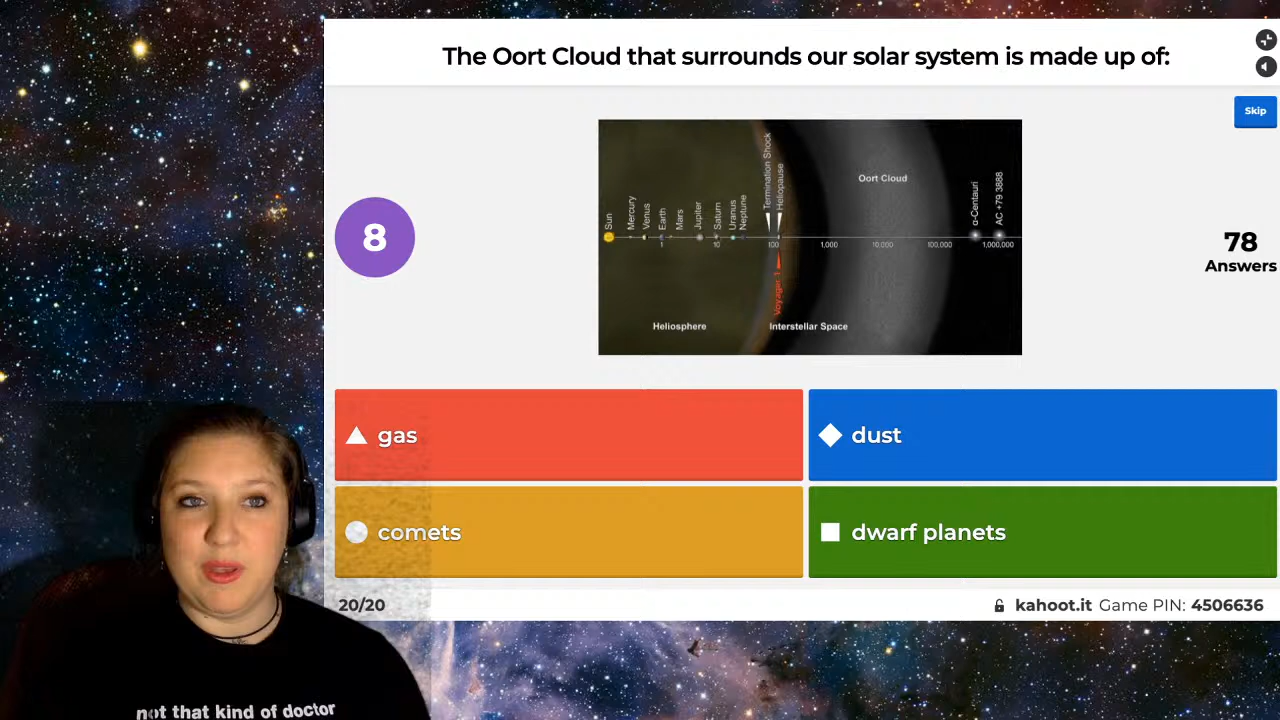 The Oort Cloud that surrounds our solar system is made up of:
Skip
8
Sun
Mercury
Venus
Earth
Mars
Jupiter
Saturn
Uranus
Neptune
Termination Shock
Heliopause
Oort Cloud
α-Centauri
AC +79 3888
1
10
100
1,000
10,000
100,000
1,000,000
Voyager 1
Heliosphere
Interstellar Space
78
Answers
gas
dust
comets
dwarf planets
20/20
kahoot.it Game PIN: 4506636
not that kind of doctor